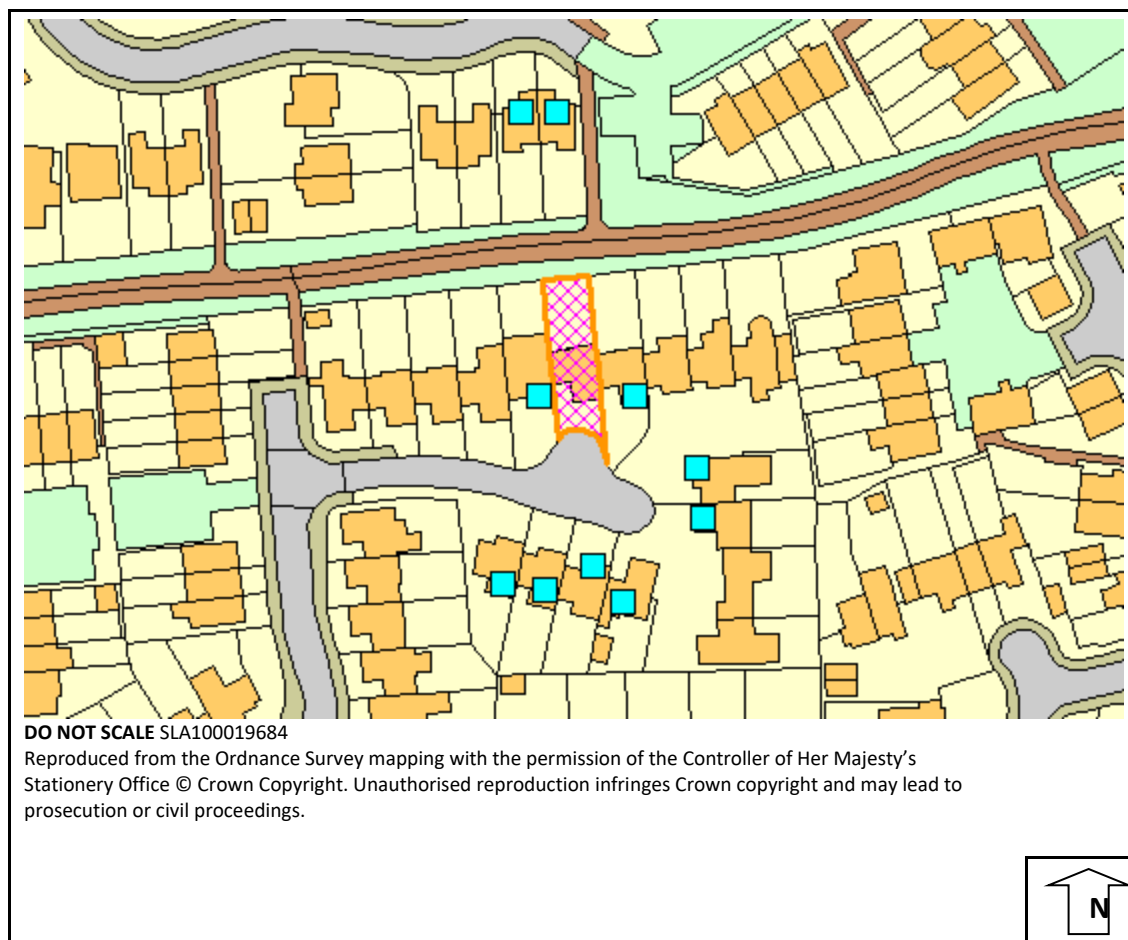 DO NOT SCALE SLA100019684
Reproduced from the Ordnance Survey mapping with the permission of the Controller of Her Majesty’s
Stationery Office © Crown Copyright. Unauthorised reproduction infringes Crown copyright and may lead to
prosecution or civil proceedings.
N